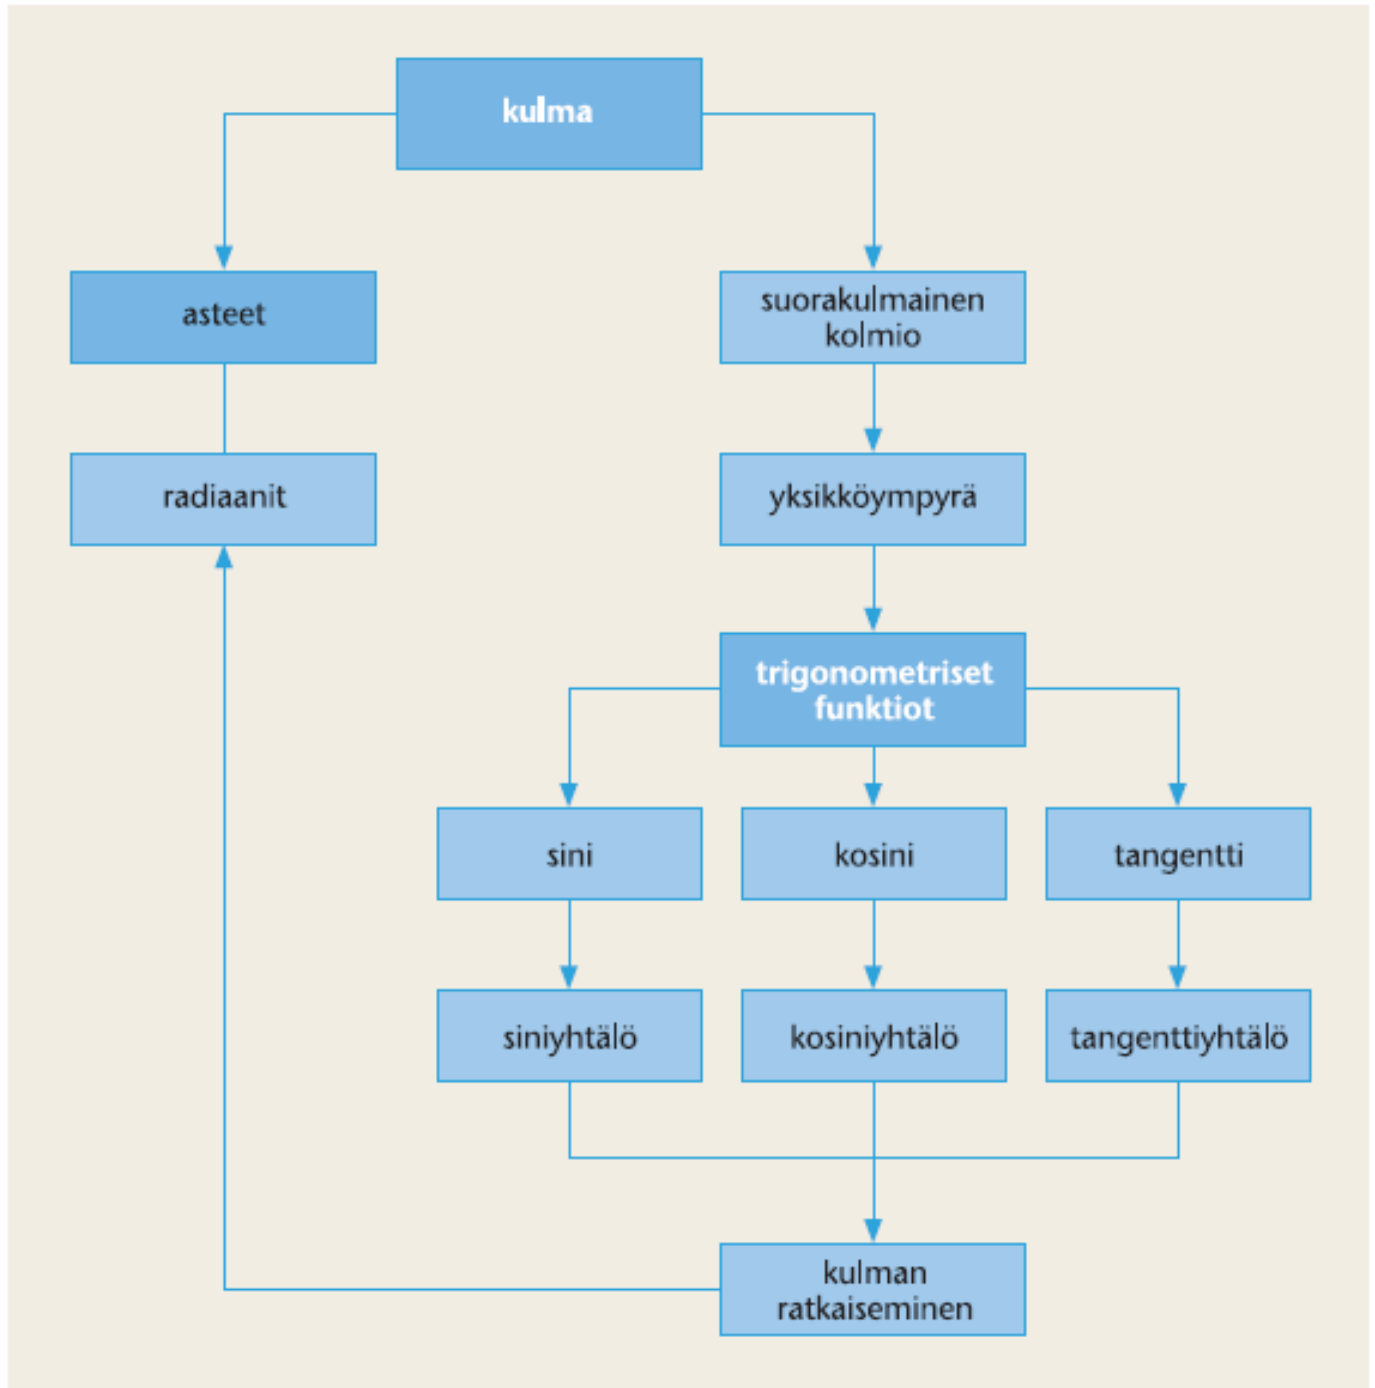 kulma
asteet
suorakulmainen
kolmio
radiaanit
yksikköympyrä
trigonometriset
funktiot
sini
kosini
tangentti
siniyhtälö
kosiniyhtälö
tangenttiyhtälö
kulman
ratkaiseminen